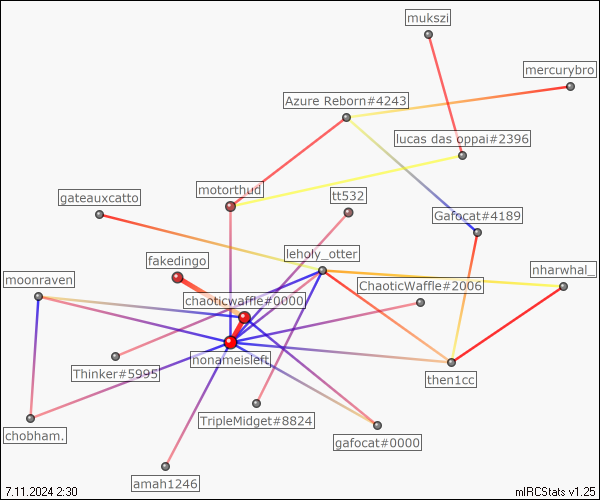 mukszi
mercurybro
Azure Reborn#4243
lucas das oppai#2396
motorthud
tt532
gateauxcatto
Gafocat#4189
leholy_otter
fakedingo
nharwhal_
moonraven
ChaoticWaffle#2006
chaoticwaffle#0000
nonameisleft
Thinker#5995
then1cc
TripleMidget#8824
chobham.
gafocat#0000
amah1246
7.11.2024 2:30
mIRCStats v1.25